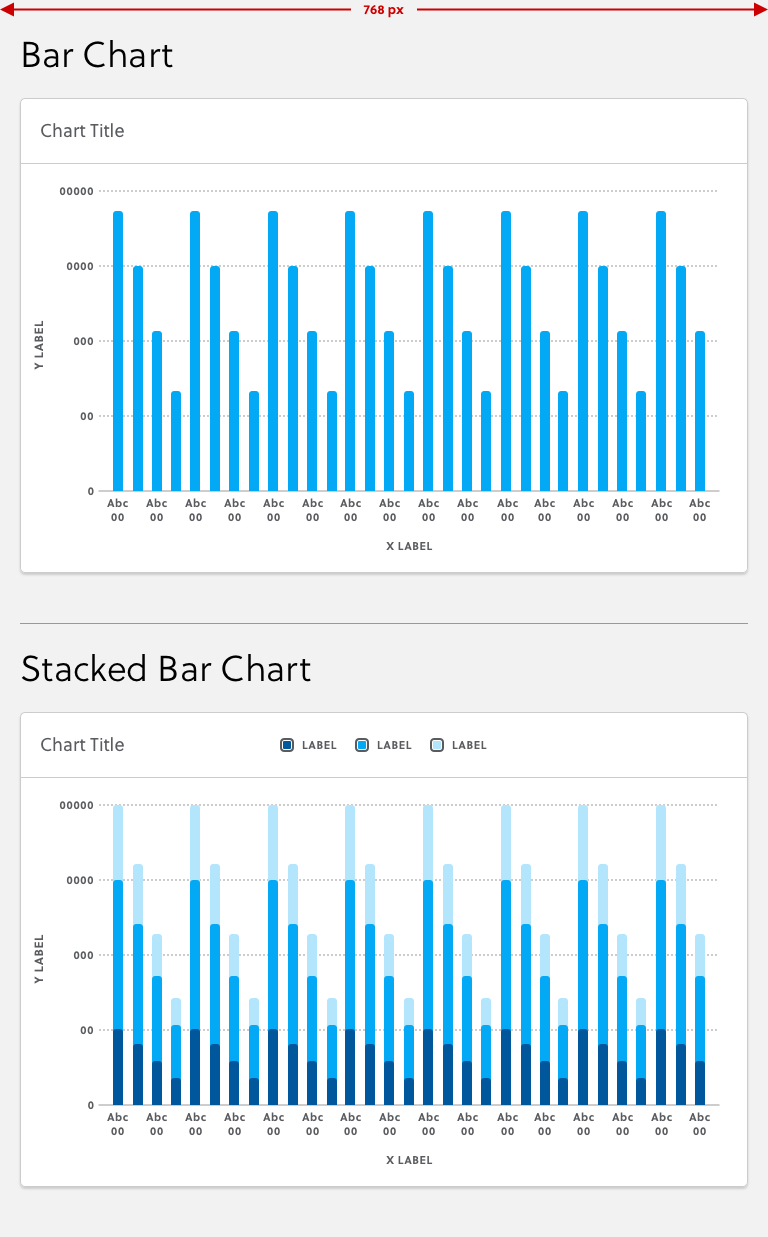 768 px
Bar Chart
Chart Title
00000
0000
000
00
0
Y LABEL
Abc Abc Abc Abc Abc Abc Abc Abc Abc Abc Abc Abc Abc Abc Abc Abc
00 00 00 00 00 00 00 00 00 00 00 00 00 00 00 00
X LABEL
Stacked Bar Chart
Chart Title LABEL LABEL LABEL
00000
0000
000
00
0
Y LABEL
Abc Abc Abc Abc Abc Abc Abc Abc Abc Abc Abc Abc Abc Abc Abc Abc
00 00 00 00 00 00 00 00 00 00 00 00 00 00 00 00
X LABEL